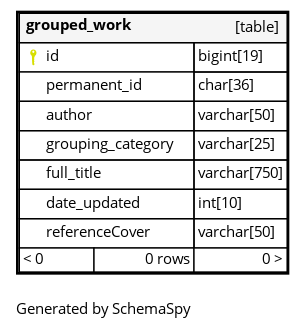 grouped_work [table]
id bigint[19]
permanent_id char[36]
author varchar[50]
grouping_category varchar[25]
full_title varchar[750]
date_updated int[10]
referenceCover varchar[50]
< 0 0 rows 0 >
Generated by SchemaSpy